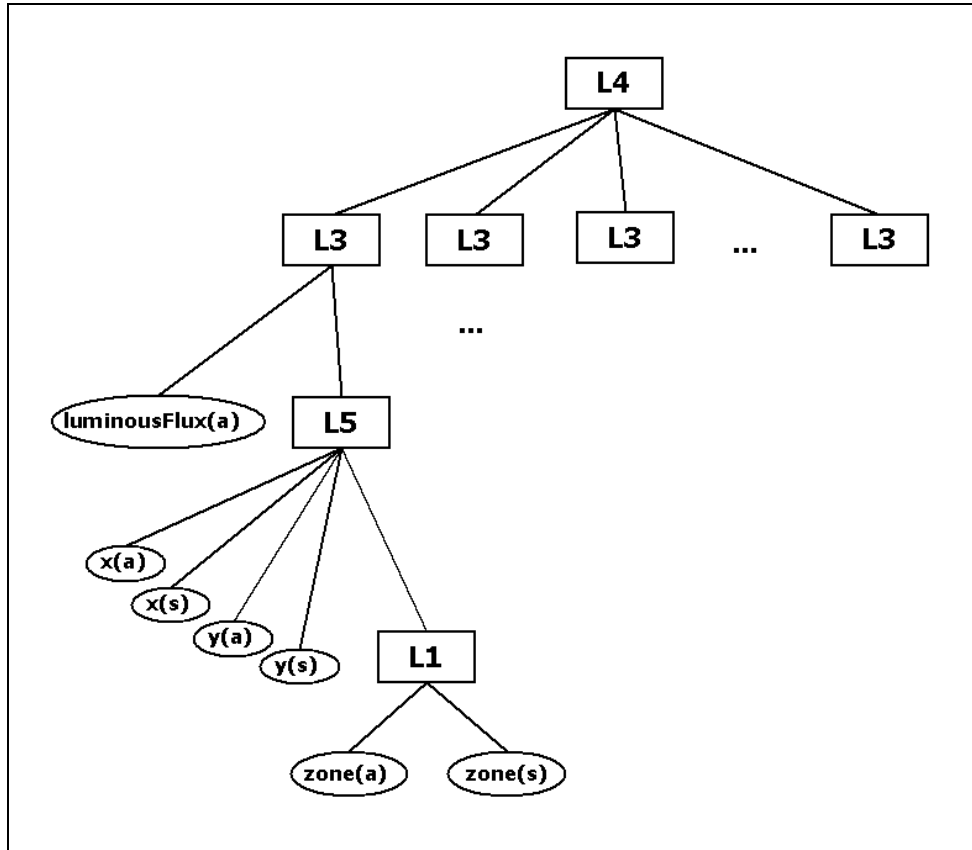 L4
L3 L3 L3 ... L3
...
luminousFlux(a) L5
x(a)
x(s)
y(a)
y(s)
L1
zone(a) zone(s)